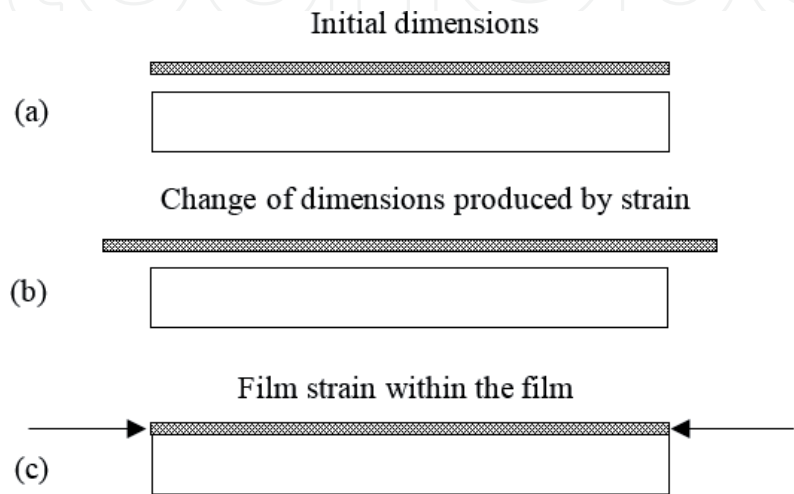 Initial dimensions
(a)
Change of dimensions produced by strain
(b)
Film strain within the film
(c)